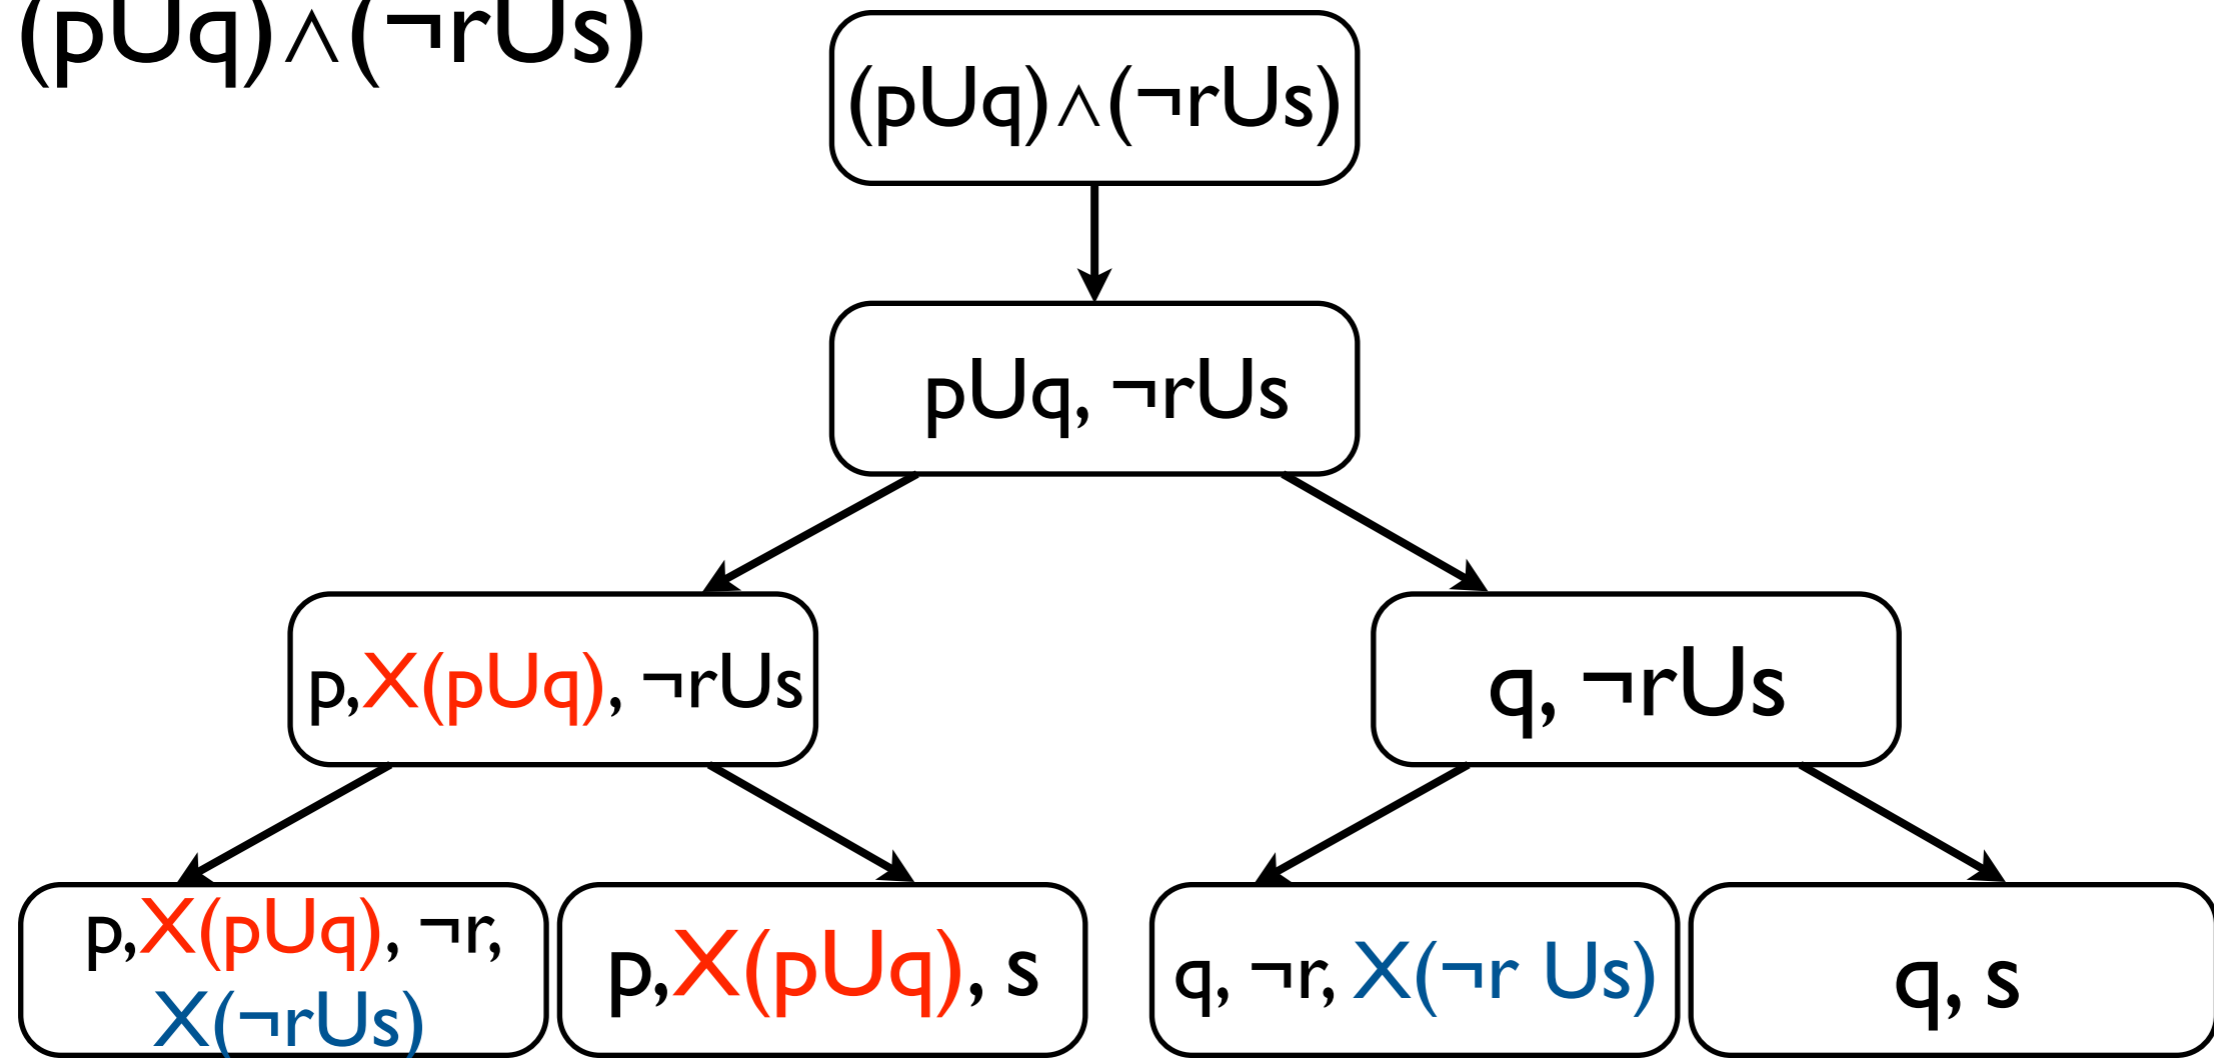 (pUq)∧(¬rUs)
(pUq)∧(¬rUs)
pUq, ¬rUs
p,X(pUq), ¬rUs
q, ¬rUs
p,X(pUq), ¬r,
X(¬rUs)
p,X(pUq), s
q, ¬r, X(¬r Us)
q, s